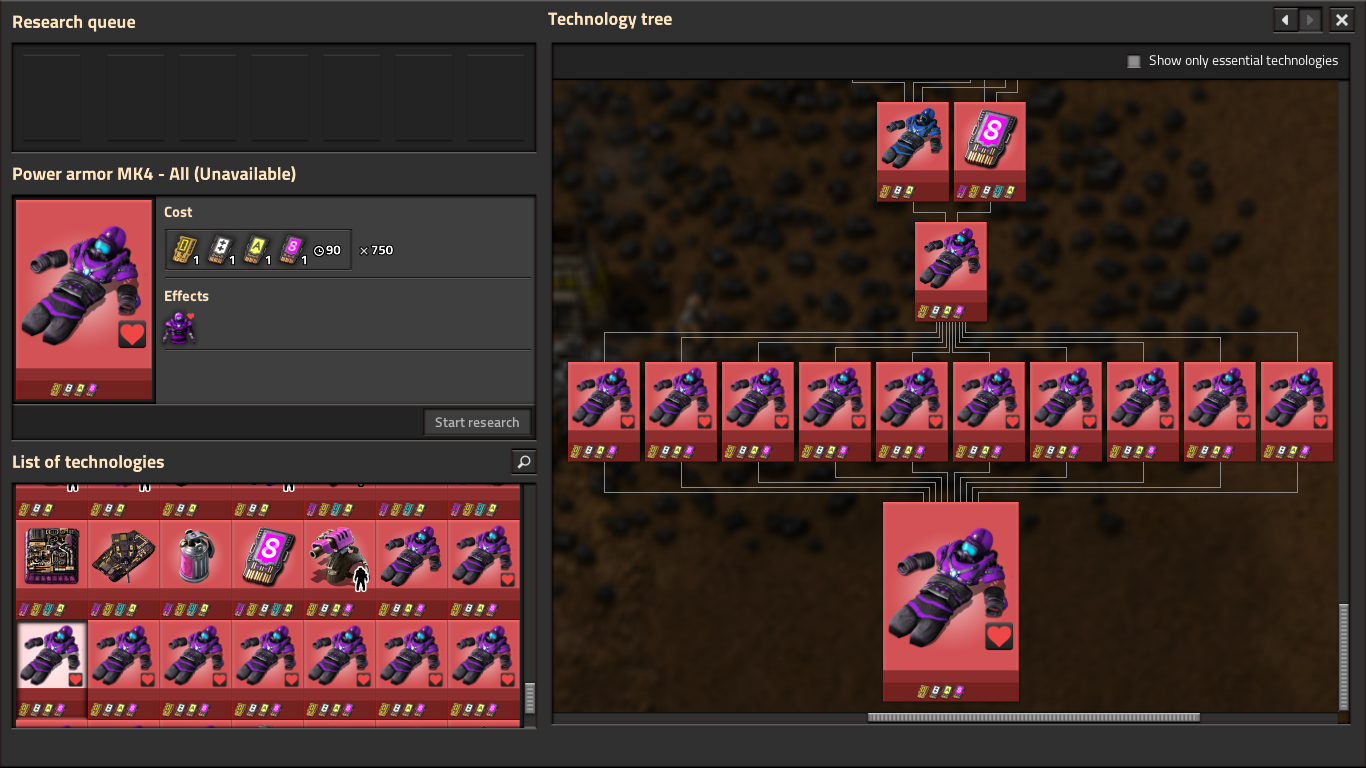 Research queue
Technology tree
Show only essential technologies
Power armor MK4 - All (Unavailable)
Cost
1 1 A 1 S 1 90 × 750
Effects
Start research
List of technologies
S
S